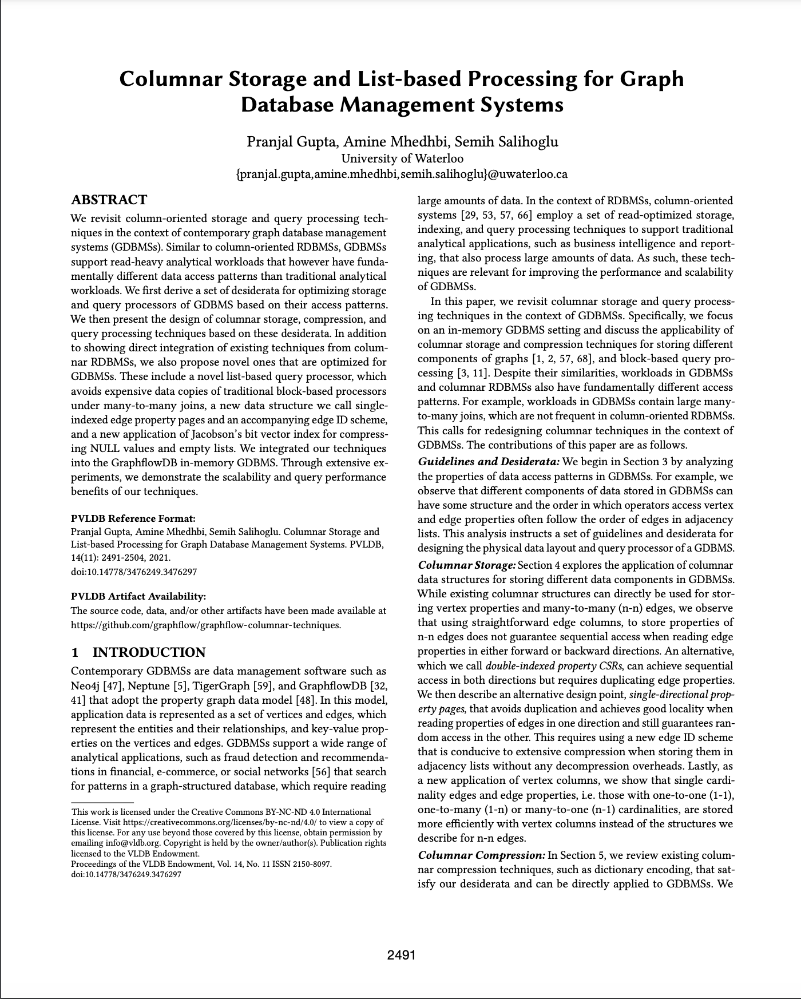 Columnar Storage and List-based Processing for Graph
Database Management Systems
Pranjal Gupta, Amine Mhedhbi, Semih Salihoglu
University of Waterloo
{pranjal.gupta,amine.mhedhbi,semih.salihoglu}@uwaterloo.ca
ABSTRACT
We revisit column-oriented storage and query processing tech-
niques in the context of contemporary graph database management
systems (GDBMSs). Similar to column-oriented RDBMSs, GDBMSs
support read-heavy analytical workloads that however have funda-
mentally different data access patterns than traditional analytical
workloads. We first derive a set of desiderata for optimizing storage
and query processors of GDBMS based on their access patterns.
We then present the design of columnar storage, compression, and
query processing techniques based on these desiderata. In addition
to showing direct integration of existing techniques from colum-
nar RDBMSs, we also propose novel ones that are optimized for
GDBMSs. These include a novel list-based query processor, which
avoids expensive data copies of traditional block-based processors
under many-to-many joins, a new data structure we call single-
indexed edge property pages and an accompanying edge ID scheme,
and a new application of Jacobson's bit vector index for compress-
ing NULL values and empty lists. We integrated our techniques
into the GraphflowDB in-memory GDBMS. Through extensive ex-
periments, we demonstrate the scalability and query performance
benefits of our techniques.
PVLDB Reference Format:
Pranjal Gupta, Amine Mhedhbi, Semih Salihoglu. Columnar Storage and
List-based Processing for Graph Database Management Systems. PVLDB,
14(11): 2491-2504, 2021.
doi:10.14778/3476249.3476297
PVLDB Artifact Availability:
The source code, data, and/or other artifacts have been made available at
https://github.com/graphflow/graphflow-columnar-techniques.
1 INTRODUCTION
Contemporary GDBMSs are data management software such as
Neo4j [47], Neptune [5], TigerGraph [59], and GraphflowDB [32,
41] that adopt the property graph data model [48]. In this model,
application data is represented as a set of vertices and edges, which
represent the entities and their relationships, and key-value prop-
erties on the vertices and edges. GDBMSs support a wide range of
analytical applications, such as fraud detection and recommenda-
tions in financial, e-commerce, or social networks [56] that search
for patterns in a graph-structured database, which require reading
This work is licensed under the Creative Commons BY-NC-ND 4.0 International
License. Visit https://creativecommons.org/licenses/by-nc-nd/4.0/ to view a copy of
this license. For any use beyond those covered by this license, obtain permission by
emailing info@vldb.org. Copyright is held by the owner/author(s). Publication rights
licensed to the VLDB Endowment.
Proceedings of the VLDB Endowment, Vol. 14, No. 11 ISSN 2150-8097.
doi:10.14778/3476249.3476297
large amounts of data. In the context of RDBMSs, column-oriented
systems [29, 53, 57, 66] employ a set of read-optimized storage,
indexing, and query processing techniques to support traditional
analytical applications, such as business intelligence and report-
ing, that also process large amounts of data. As such, these tech-
niques are relevant for improving the performance and scalability
of GDBMSs.
In this paper, we revisit columnar storage and query process-
ing techniques in the context of GDBMSs. Specifically, we focus
on an in-memory GDBMS setting and discuss the applicability of
columnar storage and compression techniques for storing different
components of graphs [1, 2, 57, 68], and block-based query pro-
cessing [3, 11]. Despite their similarities, workloads in GDBMSs
and columnar RDBMSs also have fundamentally different access
patterns. For example, workloads in GDBMSs contain large many-
to-many joins, which are not frequent in column-oriented RDBMSs.
This calls for redesigning columnar techniques in the context of
GDBMSs. The contributions of this paper are as follows.
Guidelines and Desiderata: We begin in Section 3 by analyzing
the properties of data access patterns in GDBMSs. For example, we
observe that different components of data stored in GDBMSs can
have some structure and the order in which operators access vertex
and edge properties often follow the order of edges in adjacency
lists. This analysis instructs a set of guidelines and desiderata for
designing the physical data layout and query processor of a GDBMS.
Columnar Storage: Section 4 explores the application of columnar
data structures for storing different data components in GDBMSs.
While existing columnar structures can directly be used for stor-
ing vertex properties and many-to-many (n-n) edges, we observe
that using straightforward edge columns, to store properties of
n-n edges does not guarantee sequential access when reading edge
properties in either forward or backward directions. An alternative,
which we call double-indexed property CSRs, can achieve sequential
access in both directions but requires duplicating edge properties.
We then describe an alternative design point, single-directional prop-
erty pages, that avoids duplication and achieves good locality when
reading properties of edges in one direction and still guarantees ran-
dom access in the other. This requires using a new edge ID scheme
that is conducive to extensive compression when storing them in
adjacency lists without any decompression overheads. Lastly, as
a new application of vertex columns, we show that single cardi-
nality edges and edge properties, i.e. those with one-to-one (1-1),
one-to-many (1-n) or many-to-one (n-1) cardinalities, are stored
more efficiently with vertex columns instead of the structures we
describe for n-n edges.
Columnar Compression: In Section 5, we review existing colum-
nar compression techniques, such as dictionary encoding, that sat-
isfy our desiderata and can be directly applied to GDBMSs. We
2491